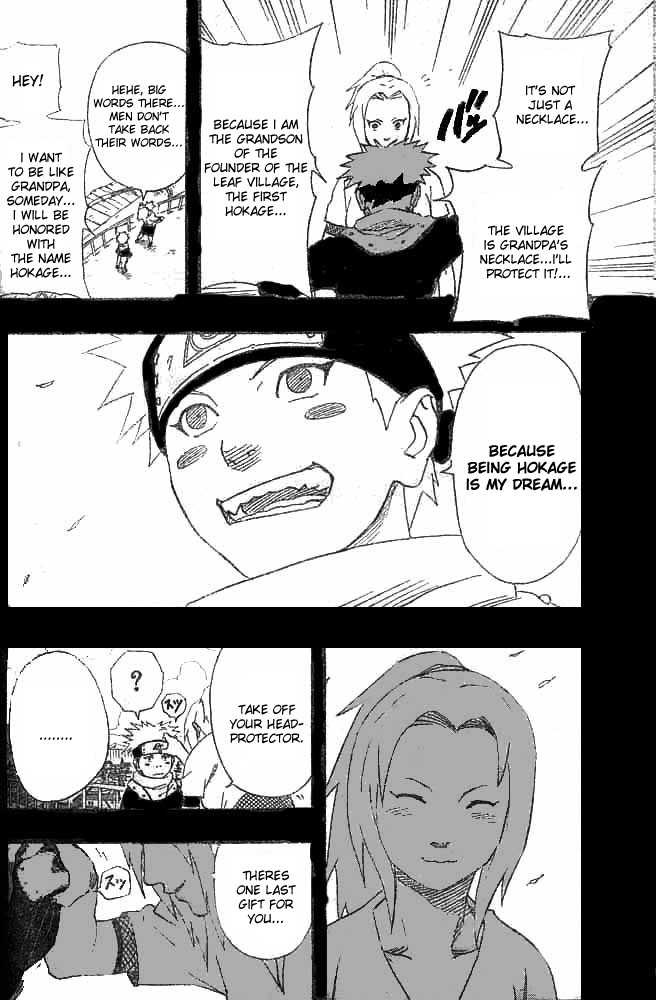 IT'S NOT
JUST A
NECKLACE...
THE VILLAGE
IS GRANDPA'S
NECKLACE...I'LL
PROTECT IT!...
バッ
BECAUSE I AM
THE GRANDSON
OF THE
FOUNDER OF THE
LEAF VILLAGE,
THE FIRST
HOKAGE...
HEHE, BIG
WORDS THERE...
MEN DON'T
TAKE BACK
THEIR WORDS...
HEY!
I WANT
TO BE LIKE
GRANDPA,
SOMEDAY...
I WILL BE
HONORED
WITH
THE NAME
HOKAGE...
BECAUSE
BEING HOKAGE
IS MY DREAM...
TAKE OFF
YOUR HEAD-
PROTECTOR.
スッ
?
.........
THERES
ONE LAST
GIFT FOR
YOU...
スッ